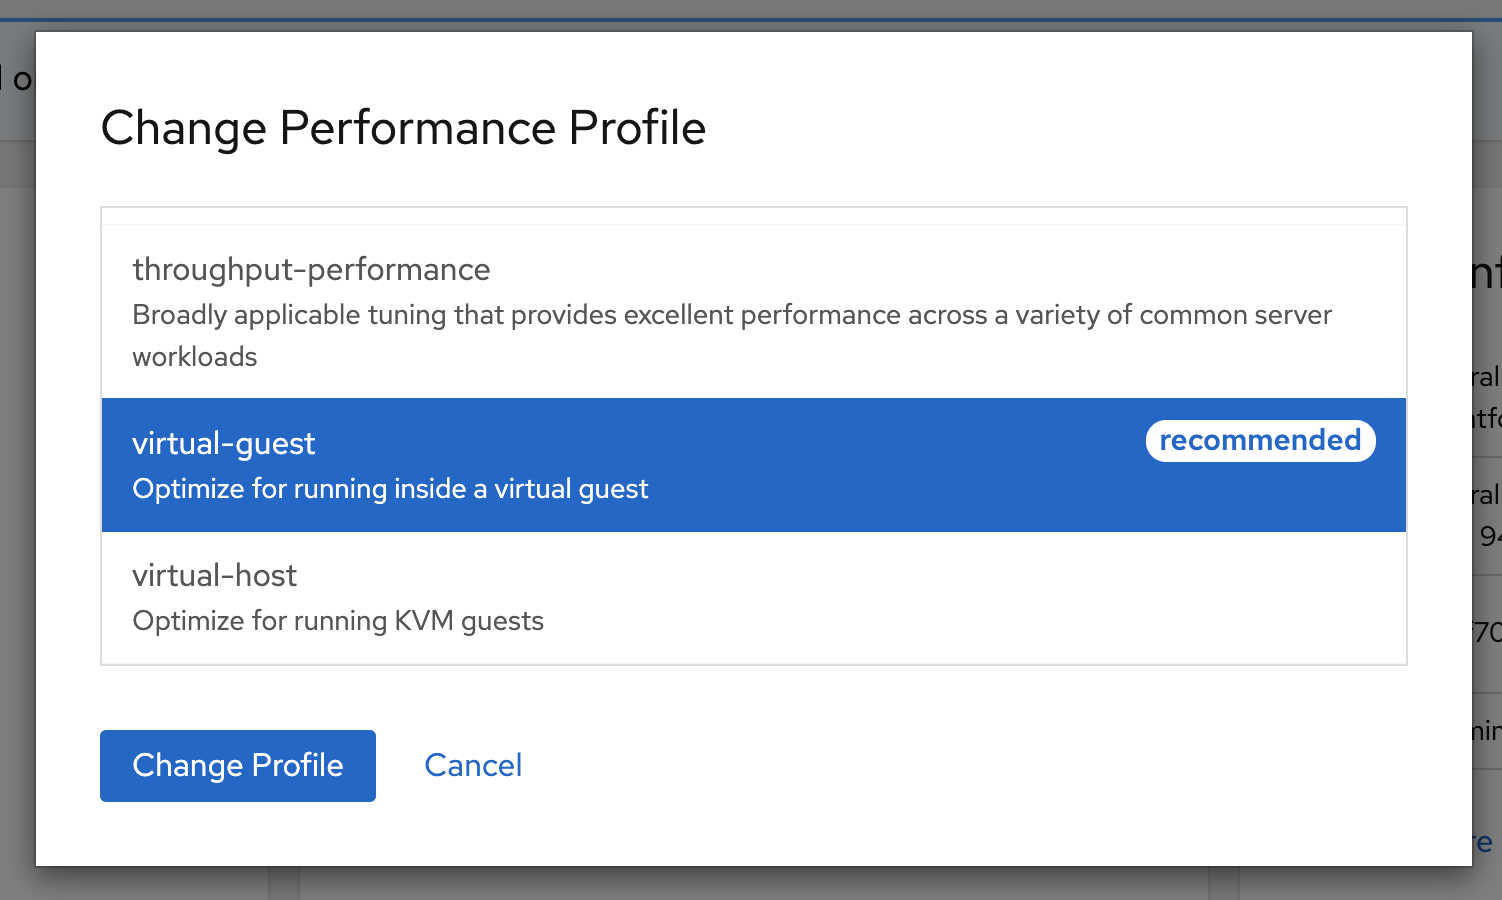 Change Performance Profile
throughput-performance
Broadly applicable tuning that provides excellent performance across a variety of common server
workloads
virtual-guest
recommended
Optimize for running inside a virtual guest
virtual-host
Optimize for running KVM guests
Change Profile
Cancel